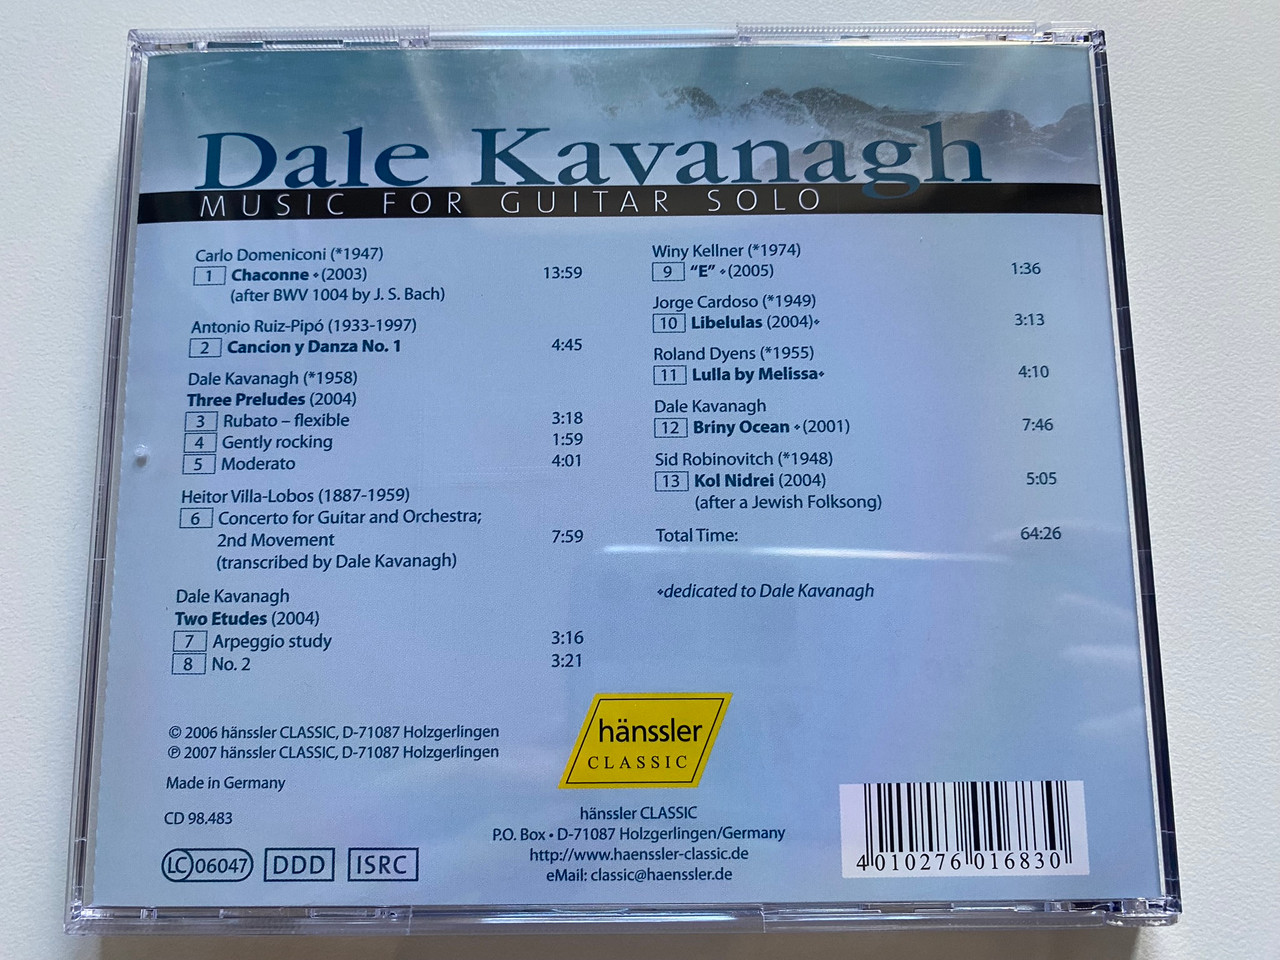 Dale Kavanagh
MUSIC FOR GUITAR SOLO
Carlo Domeniconi (*1947)
1 Chaconne ⬩ (2003) 13:59
(after BWV 1004 by J. S. Bach)
Antonio Ruiz-Pipó (1933-1997)
2 Cancion y Danza No. 1 4:45
Dale Kavanagh (*1958)
Three Preludes (2004)
3 Rubato – flexible 3:18
4 Gently rocking 1:59
5 Moderato 4:01
Heitor Villa-Lobos (1887-1959)
6 Concerto for Guitar and Orchestra;
2nd Movement 7:59
(transcribed by Dale Kavanagh)
Dale Kavanagh
Two Etudes (2004)
7 Arpeggio study 3:16
8 No. 2 3:21
Winy Kellner (*1974)
9 “E” ⬩ (2005) 1:36
Jorge Cardoso (*1949)
10 Libelulas (2004)⬩ 3:13
Roland Dyens (*1955)
11 Lulla by Melissa⬩ 4:10
Dale Kavanagh
12 Briny Ocean ⬩ (2001) 7:46
Sid Robinovitch (*1948)
13 Kol Nidrei (2004) 5:05
(after a Jewish Folksong)
Total Time: 64:26
⬩dedicated to Dale Kavanagh
© 2006 hänssler CLASSIC, D-71087 Holzgerlingen
℗ 2007 hänssler CLASSIC, D-71087 Holzgerlingen
Made in Germany
CD 98.483
LC 06047 DDD ISRC
hänssler
CLASSIC
hänssler CLASSIC
P.O. Box • D-71087 Holzgerlingen/Germany
http://www.haenssler-classic.de
eMail: classic@haenssler.de
4 010276 016830